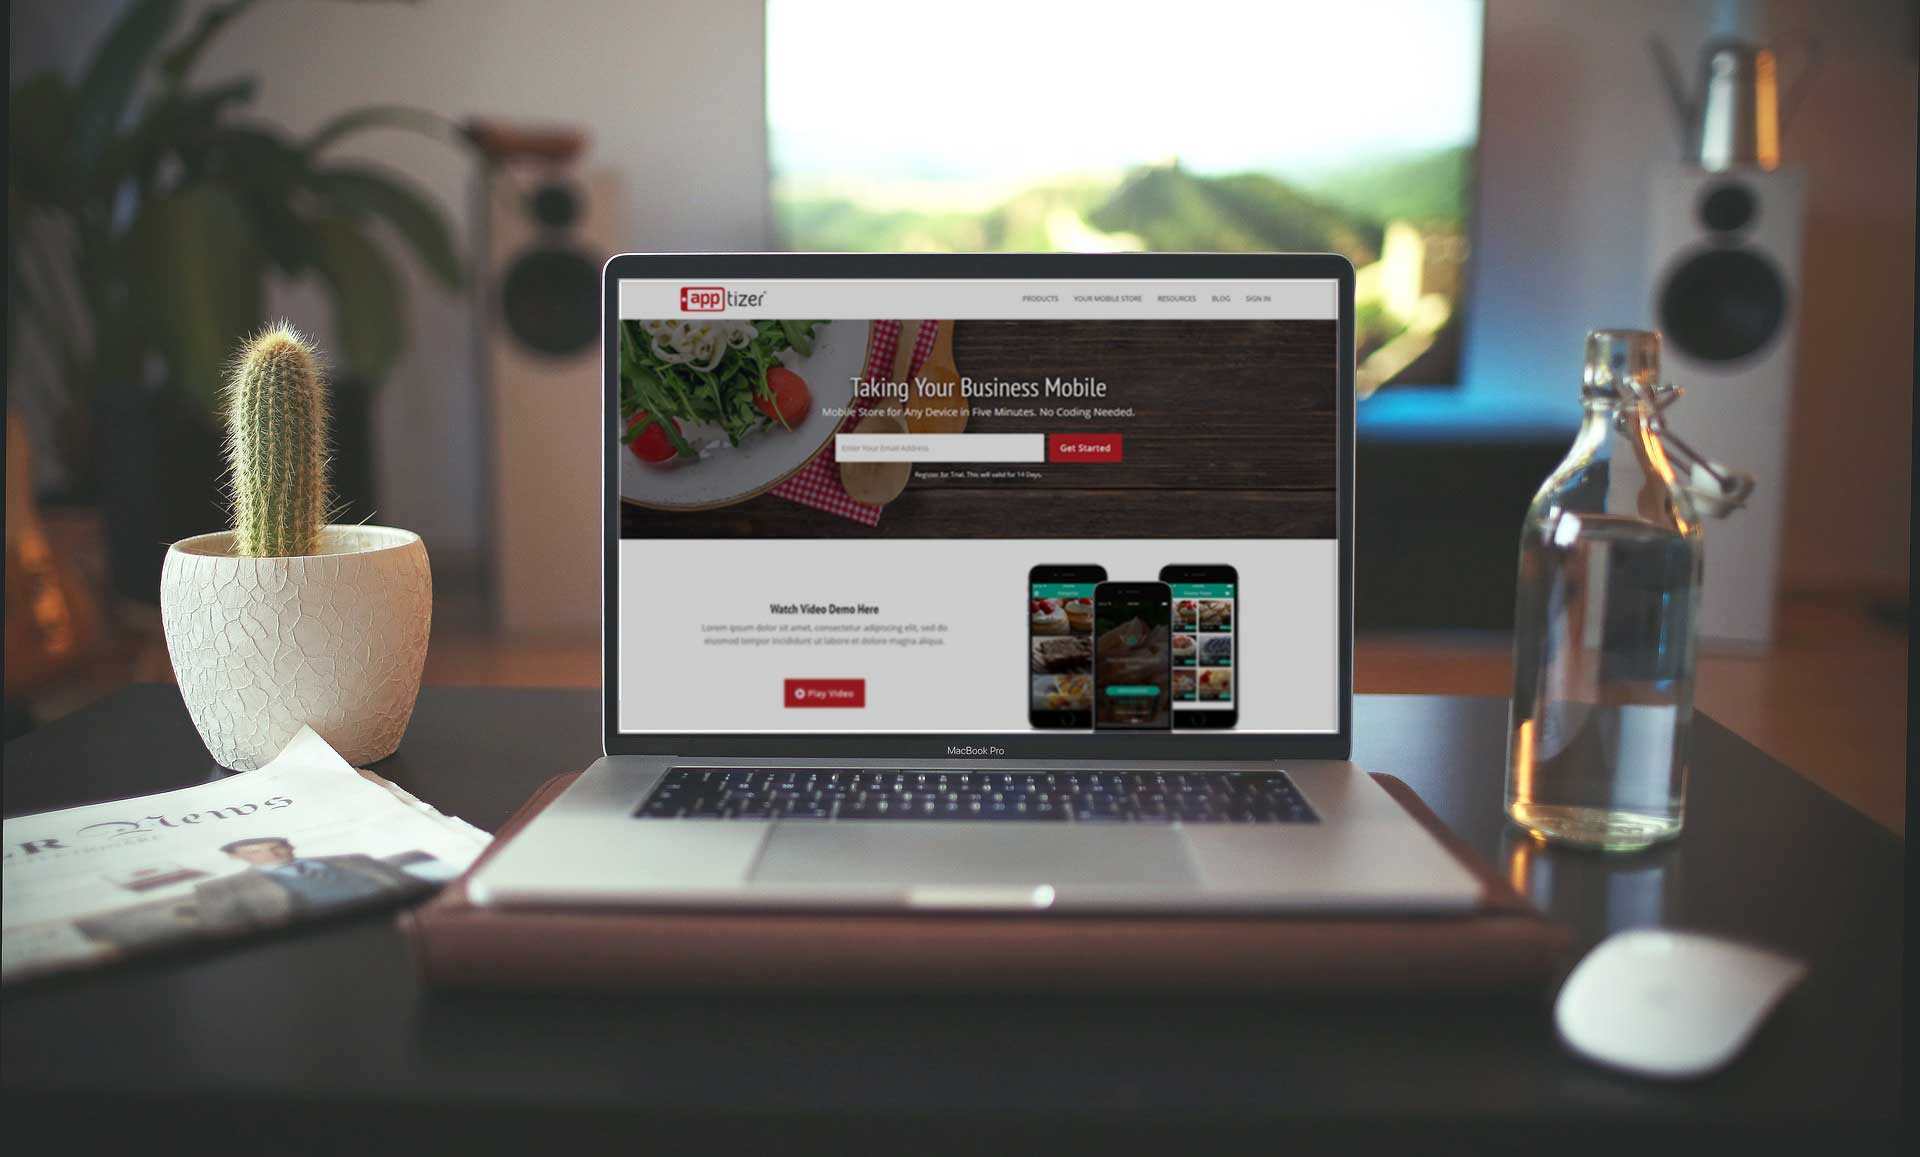 apptizer
PRODUCTS YOUR MOBILE STORE RESOURCES BLOG SIGN IN
Taking Your Business Mobile
Mobile Store for Any Device in Five Minutes. No Coding Needed.
Enter Your Email Address Get Started
Register for Trial. This will valid for 14 Days.
Watch Video Demo Here
Lorem ipsum dolor sit amet, consectetur adipiscing elit, sed do
eiusmod tempor incididunt ut labore et dolore magna aliqua.
Play Video
MacBook Pro
R News